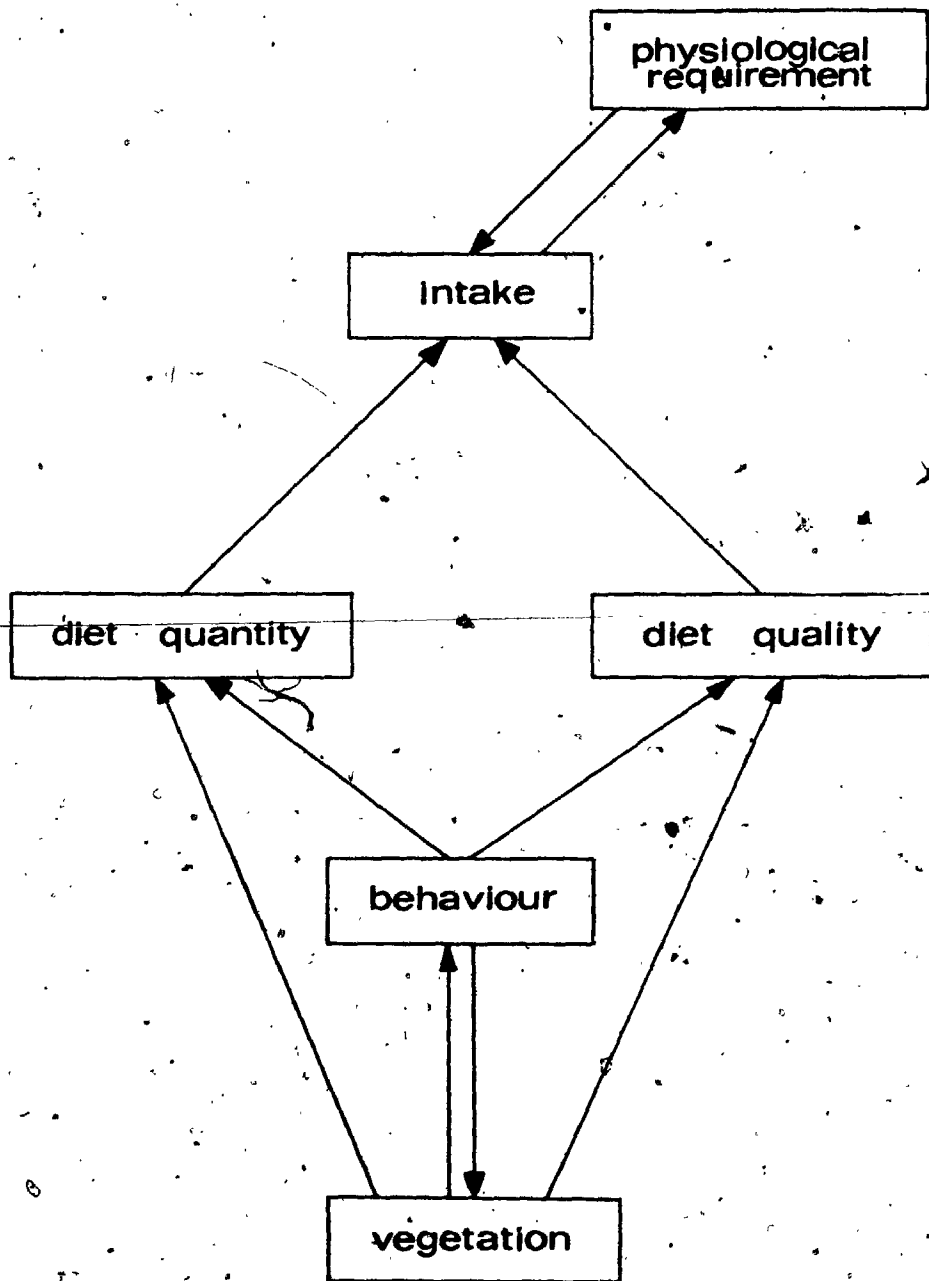 physiological
requirement
intake
diet quantity
diet quality
behaviour
vegetation